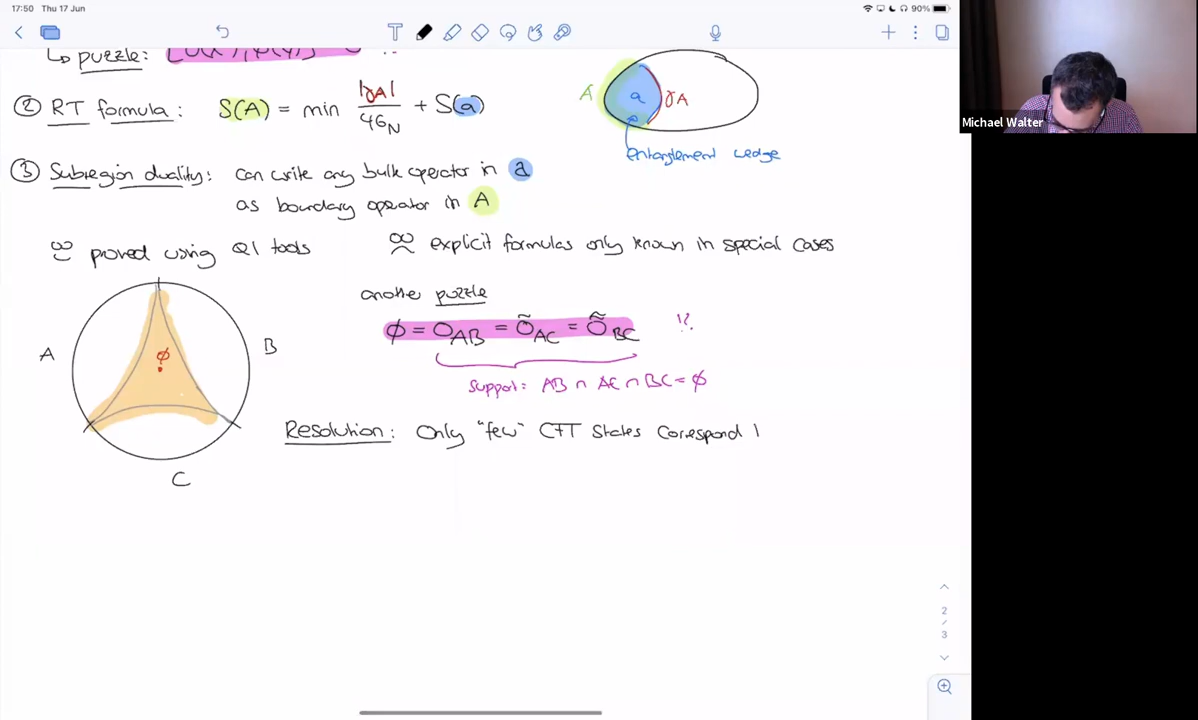 17:50 Thu 17 Jun
90%
↳ puzzle:
② RT formula: S(A) = min |γA| / 4G_N + S(a)
A a γA
entanglement wedge
③ Subregion duality: can write any bulk operator in a
as boundary operator in A
proved using QI tools
explicit formulas only known in special cases
another puzzle
ϕ = O_AB = Õ_AC = Õ̃_BC !?
Support: AB ∩ AC ∩ BC = ∅
A ϕ B
C
Resolution: Only "few" CFT states correspond
2
/
3
Michael Walter